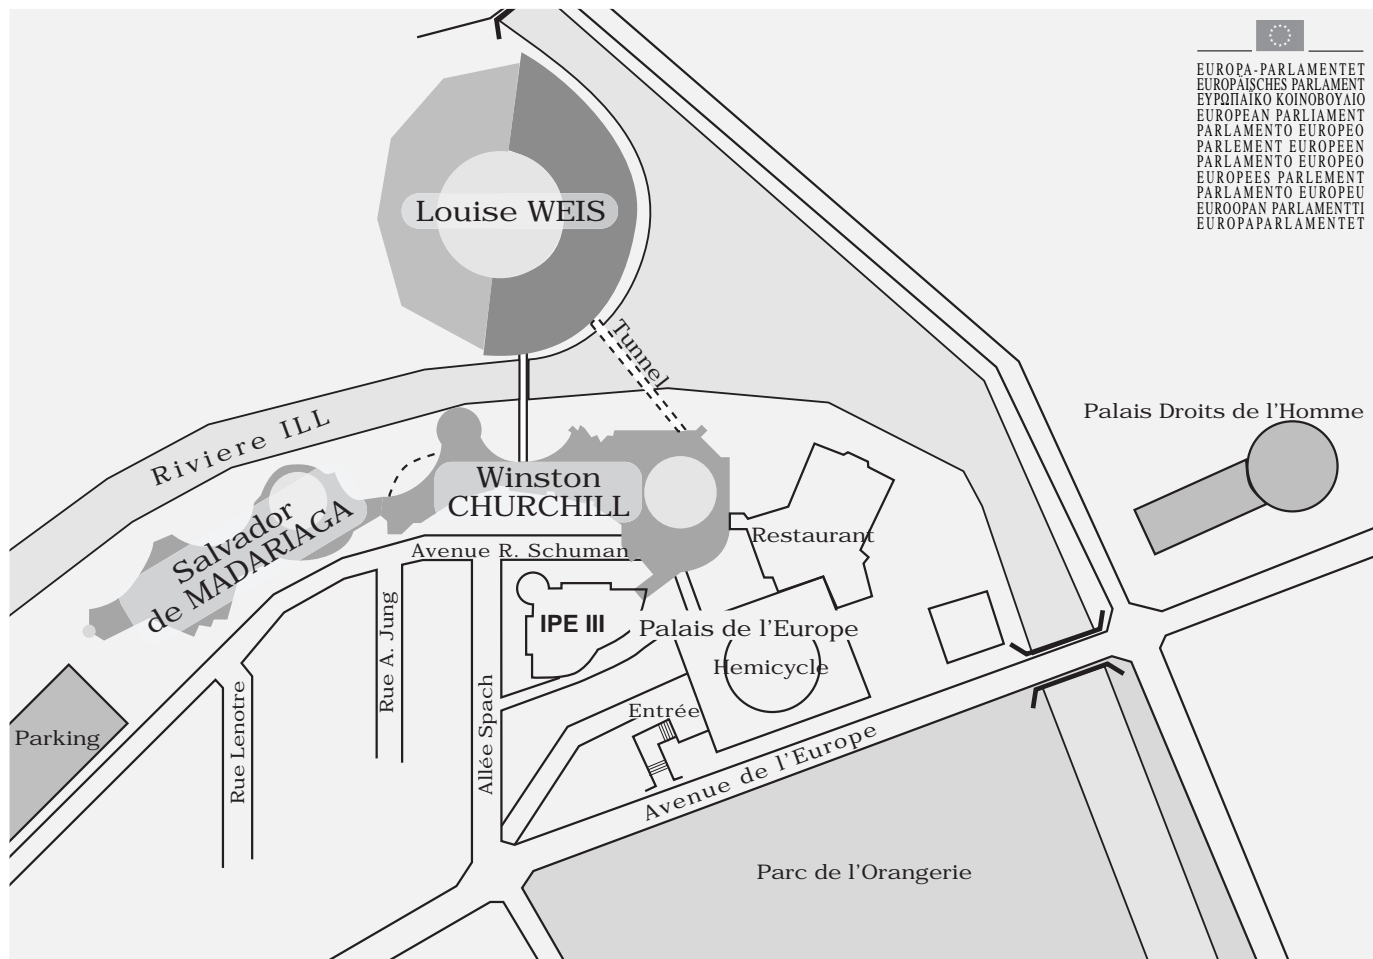 EUROPA-PARLAMENTET
EUROPÄISCHES PARLAMENT
ΕΥΡΩΠΑΪΚΟ ΚΟΙΝΟΒΟΥΛΙΟ
EUROPEAN PARLIAMENT
PARLAMENTO EUROPEO
PARLEMENT EUROPEEN
PARLAMENTO EUROPEO
EUROPEES PARLEMENT
PARLAMENTO EUROPEU
EUROOPAN PARLAMENTTI
EUROPAPARLAMENTET
Louise WEIS
Tunnel
Palais Droits de l'Homme
Riviere ILL
Winston
CHURCHILL
Salvador
de MADARIAGA
Restaurant
Avenue R. Schuman
IPE III
Palais de l'Europe
Hemicycle
Rue A. Jung
Entrée
Allée Spach
Rue Lenotre
Parking
Avenue de l'Europe
Parc de l'Orangerie